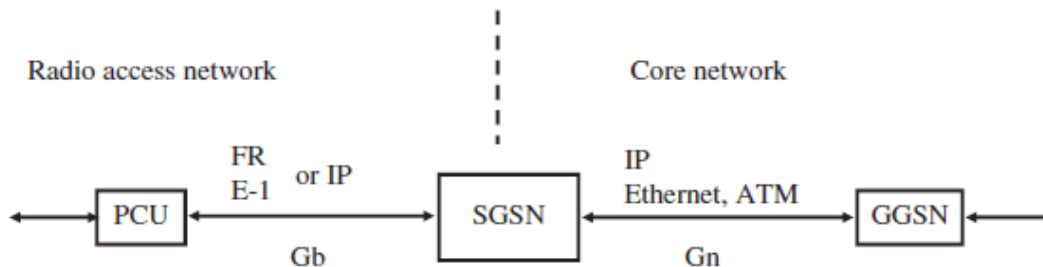 Radio access network
Core network
FR
E-1
or IP
IP
Ethernet, ATM
PCU
SGSN
GGSN
Gb
Gn